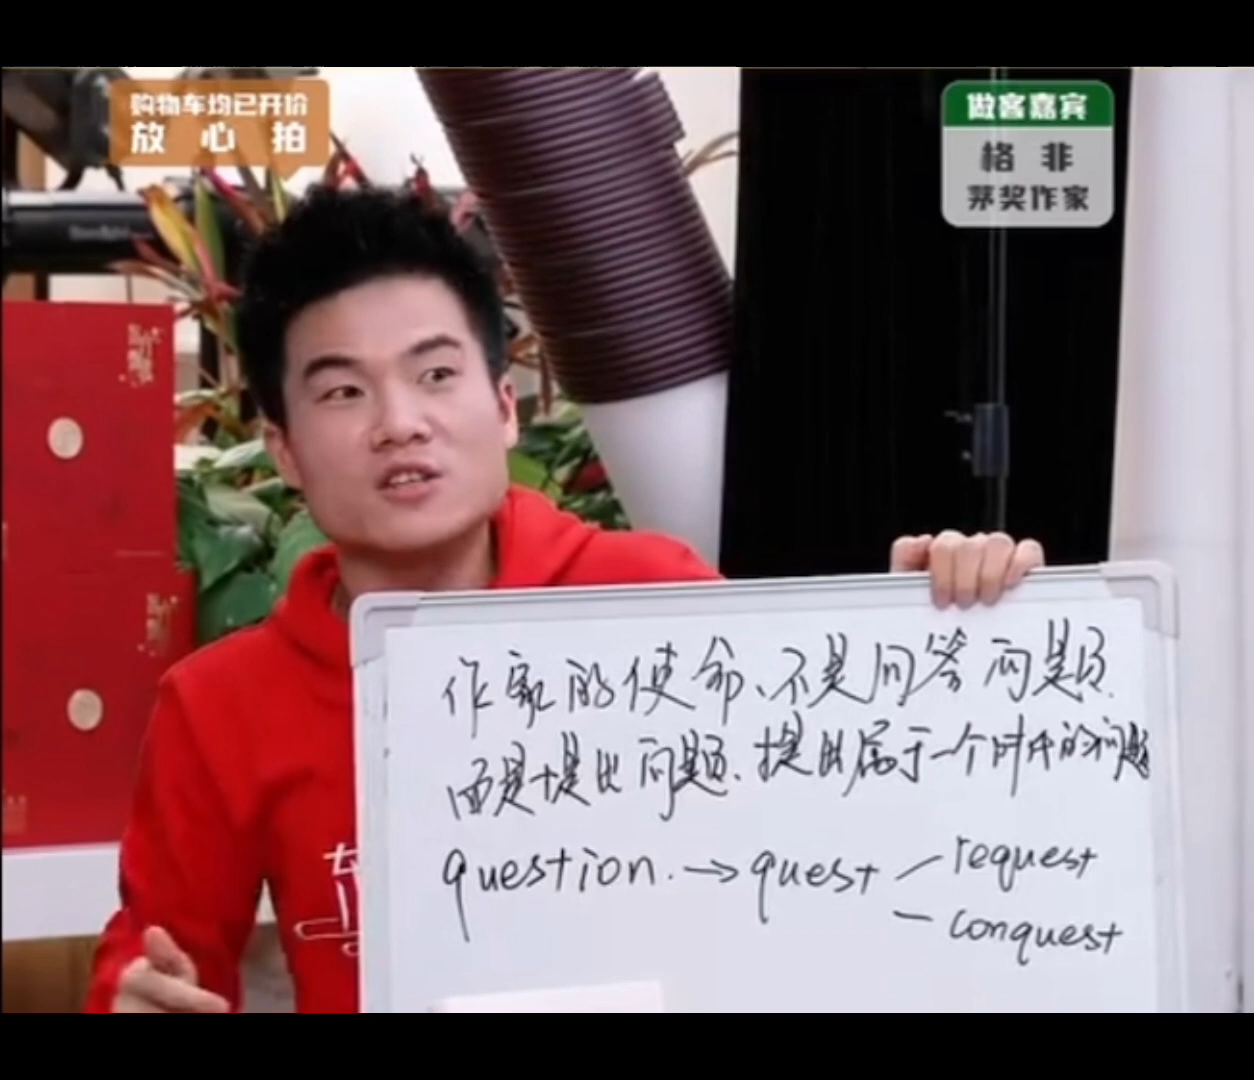 购物车均已开价
放心拍
做客嘉宾
格非
茅奖作家
作家的使命、不是回答问题
而是提出问题、提出属于一个时代的问题
question. → quest — request
— conquest